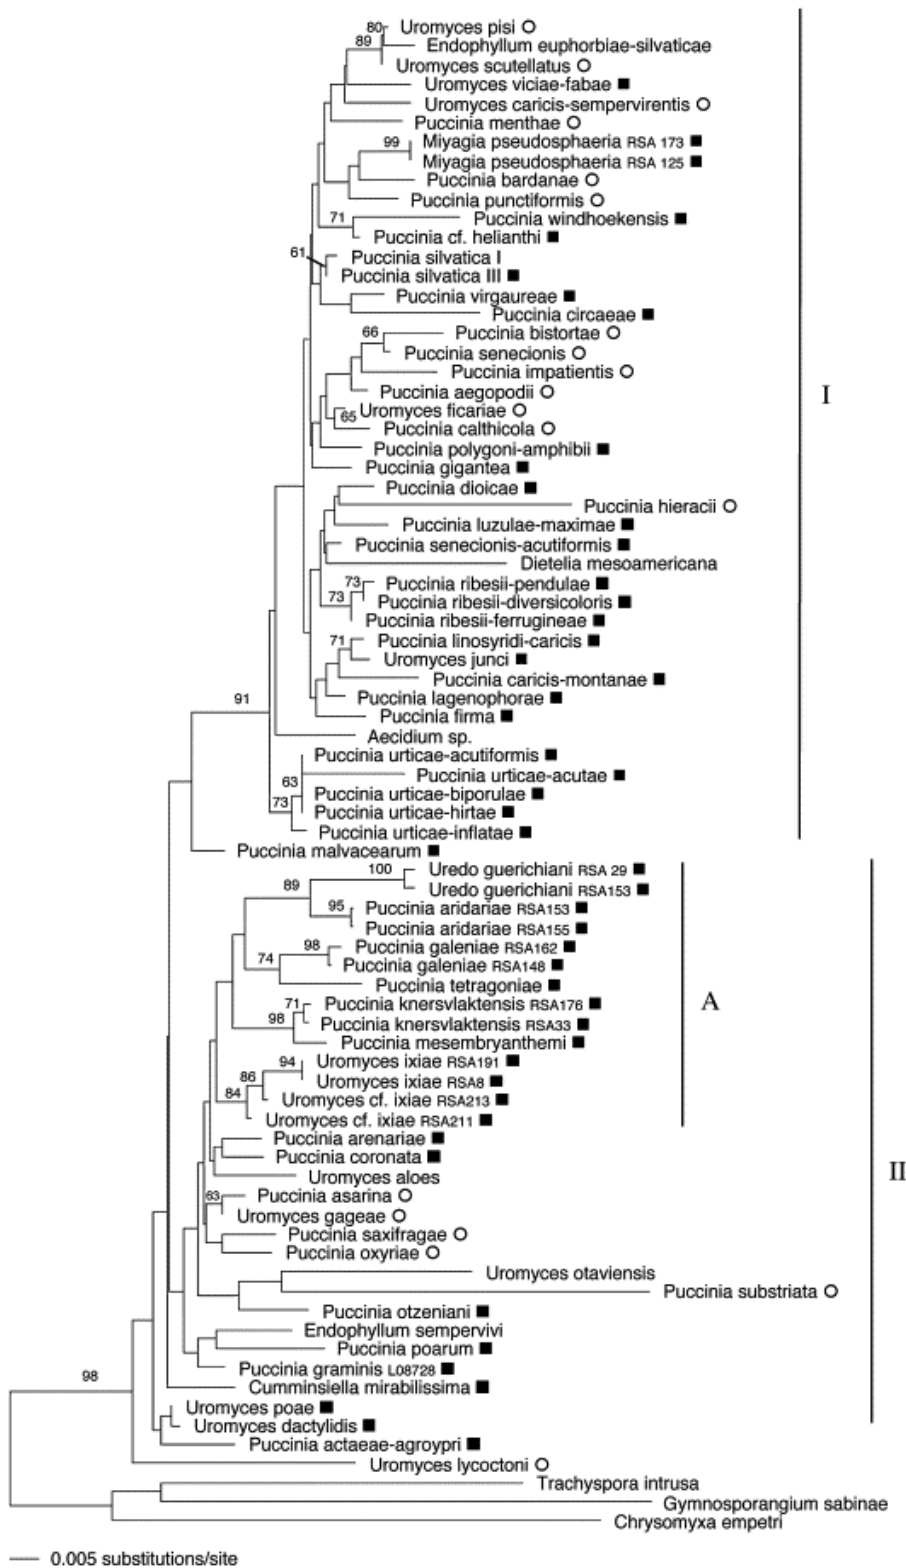 80 Uromyces pisi ○
89 Endophyllum euphorbiae-silvaticae
Uromyces scutellatus ○
Uromyces viciae-fabae ■
Uromyces caricis-sempervirentis ○
Puccinia menthae ○
99 Miyagia pseudosphaeria RSA 173 ■
Miyagia pseudosphaeria RSA 125 ■
Puccinia bardanae ○
Puccinia punctiformis ○
71 Puccinia windhoekensis ■
Puccinia cf. helianthi ■
61 Puccinia silvatica I
Puccinia silvatica III ■
Puccinia virgaureae ■
Puccinia circaeae ■
66 Puccinia bistortae ○
Puccinia senecionis ○
Puccinia impatientis ○
Puccinia aegopodii ○
I
65 Uromyces ficariae ○
Puccinia calthicola ○
Puccinia polygoni-amphibii ■
Puccinia gigantea ■
Puccinia dioicae ■
Puccinia hieracii ○
Puccinia luzulae-maximae ■
Puccinia senecionis-acutiformis ■
Dietelia mesoamericana
73 Puccinia ribesii-pendulae ■
73 Puccinia ribesii-diversicoloris ■
Puccinia ribesii-ferrugineae ■
71 Puccinia linosyridi-caricis ■
Uromyces junci ■
Puccinia caricis-montanae ■
91 Puccinia lagenophorae ■
Puccinia firma ■
Aecidium sp.
Puccinia urticae-acutiformis ■
63 Puccinia urticae-acutae ■
Puccinia urticae-biporulae ■
73 Puccinia urticae-hirtae ■
Puccinia urticae-inflatae ■
Puccinia malvacearum ■
100 Uredo guerichiani RSA 29 ■
89 Uredo guerichiani RSA153 ■
95 Puccinia aridariae RSA153 ■
Puccinia aridariae RSA155 ■
98 Puccinia galeniae RSA162 ■
74 Puccinia galeniae RSA148 ■
Puccinia tetragoniae ■
71 Puccinia knersvlaktensis RSA176 ■
A
98 Puccinia knersvlaktensis RSA33 ■
Puccinia mesembryanthemi ■
94 Uromyces ixiae RSA191 ■
86 Uromyces ixiae RSA8 ■
84 Uromyces cf. ixiae RSA213 ■
Uromyces cf. ixiae RSA211 ■
Puccinia arenariae ■
Puccinia coronata ■
II
Uromyces aloes
63 Puccinia asarina ○
Uromyces gageae ○
Puccinia saxifragae ○
Puccinia oxyriae ○
Uromyces otaviensis
Puccinia substriata ○
Puccinia otzeniani ■
Endophyllum sempervivi
Puccinia poarum ■
Puccinia graminis L08728 ■
98 Cumminsiella mirabilissima ■
Uromyces poae ■
Uromyces dactylidis ■
Puccinia actaeae-agroypri ■
Uromyces lycoctoni ○
Trachyspora intrusa
Gymnosporangium sabinae
Chrysomyxa empetri
0.005 substitutions/site